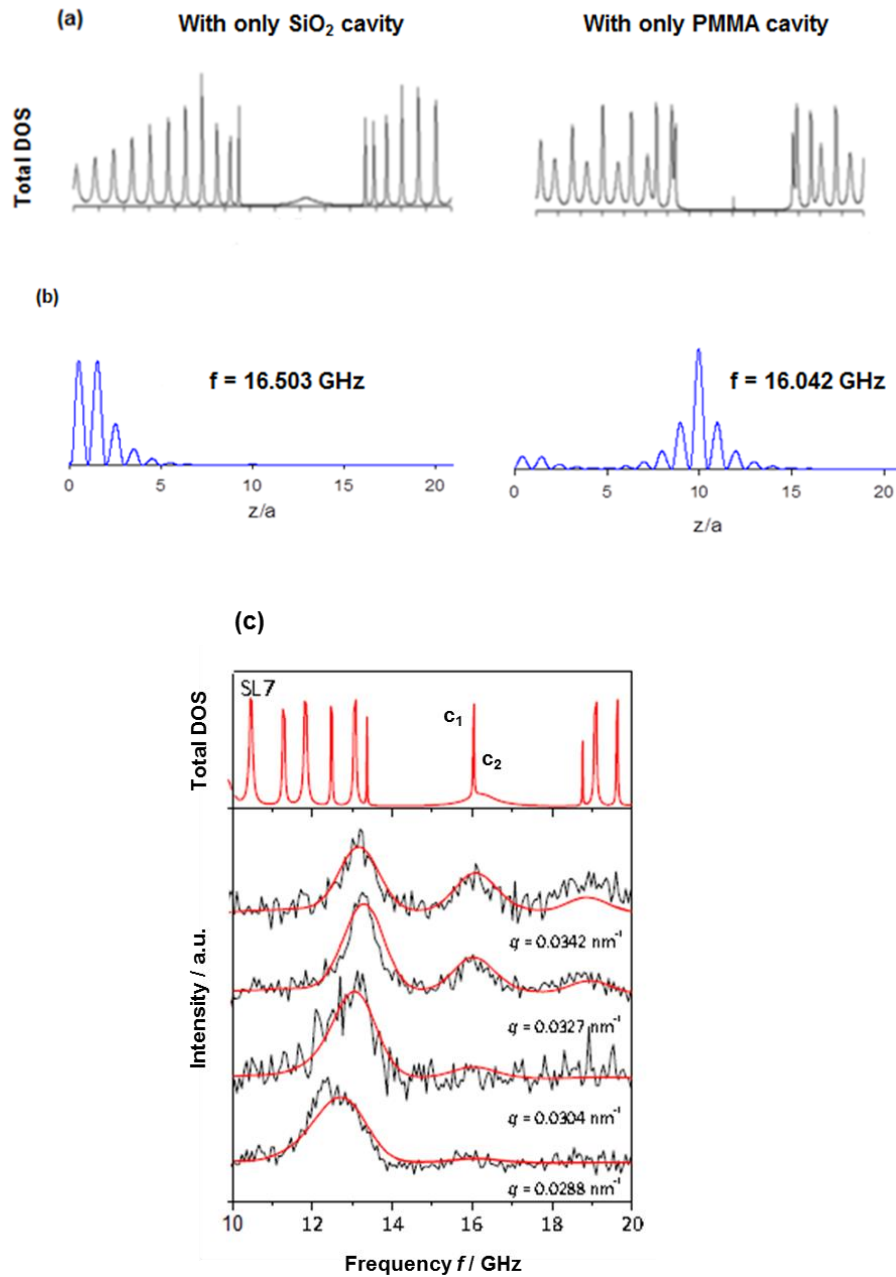 (a)
With only SiO₂ cavity
With only PMMA cavity
Total DOS
(b)
f = 16.503 GHz
f = 16.042 GHz
0 5 10 15 20
z/a
0 5 10 15 20
z/a
(c)
SL7
Total DOS
c₁
c₂
Intensity / a.u.
q = 0.0342 nm⁻¹
q = 0.0327 nm⁻¹
q = 0.0304 nm⁻¹
q = 0.0288 nm⁻¹
10 12 14 16 18 20
Frequency f / GHz